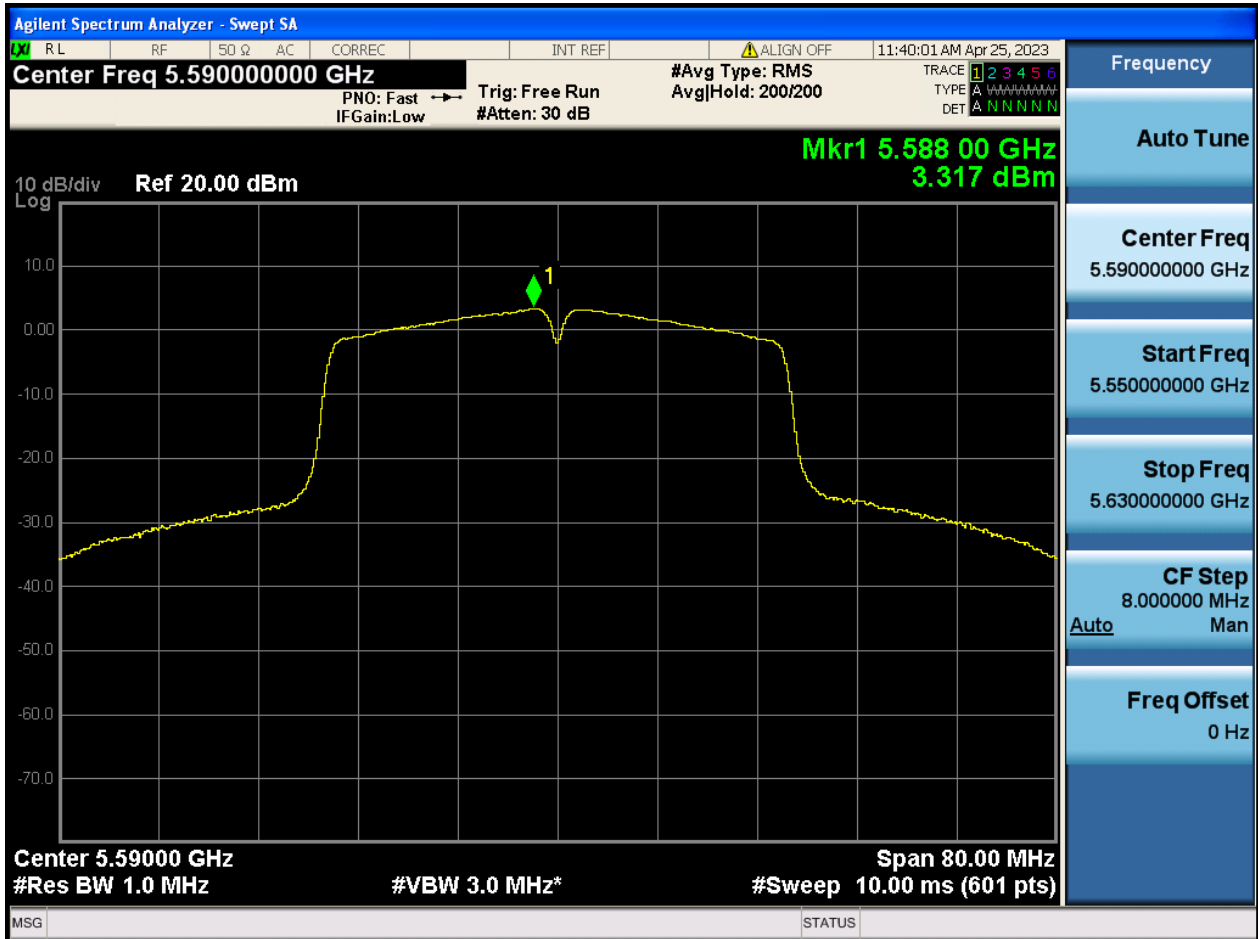 Agilent Spectrum Analyzer - Swept SA
LXI RL RF 50 Ω AC CORREC INT REF ALIGN OFF 11:40:01 AM Apr 25, 2023
Center Freq 5.590000000 GHz
PNO: Fast
IFGain:Low
Trig: Free Run
#Atten: 30 dB
#Avg Type: RMS
Avg|Hold: 200/200
TRACE 1 2 3 4 5 6
TYPE A WWWWWW
DET A N N N N N
Mkr1 5.588 00 GHz
3.317 dBm
10 dB/div Ref 20.00 dBm
Log
10.0
0.00
-10.0
-20.0
-30.0
-40.0
-50.0
-60.0
-70.0
1
Center 5.59000 GHz Span 80.00 MHz
#Res BW 1.0 MHz #VBW 3.0 MHz* #Sweep 10.00 ms (601 pts)
MSG STATUS
Frequency
Auto Tune
Center Freq
5.590000000 GHz
Start Freq
5.550000000 GHz
Stop Freq
5.630000000 GHz
CF Step
8.000000 MHz
Auto Man
Freq Offset
0 Hz